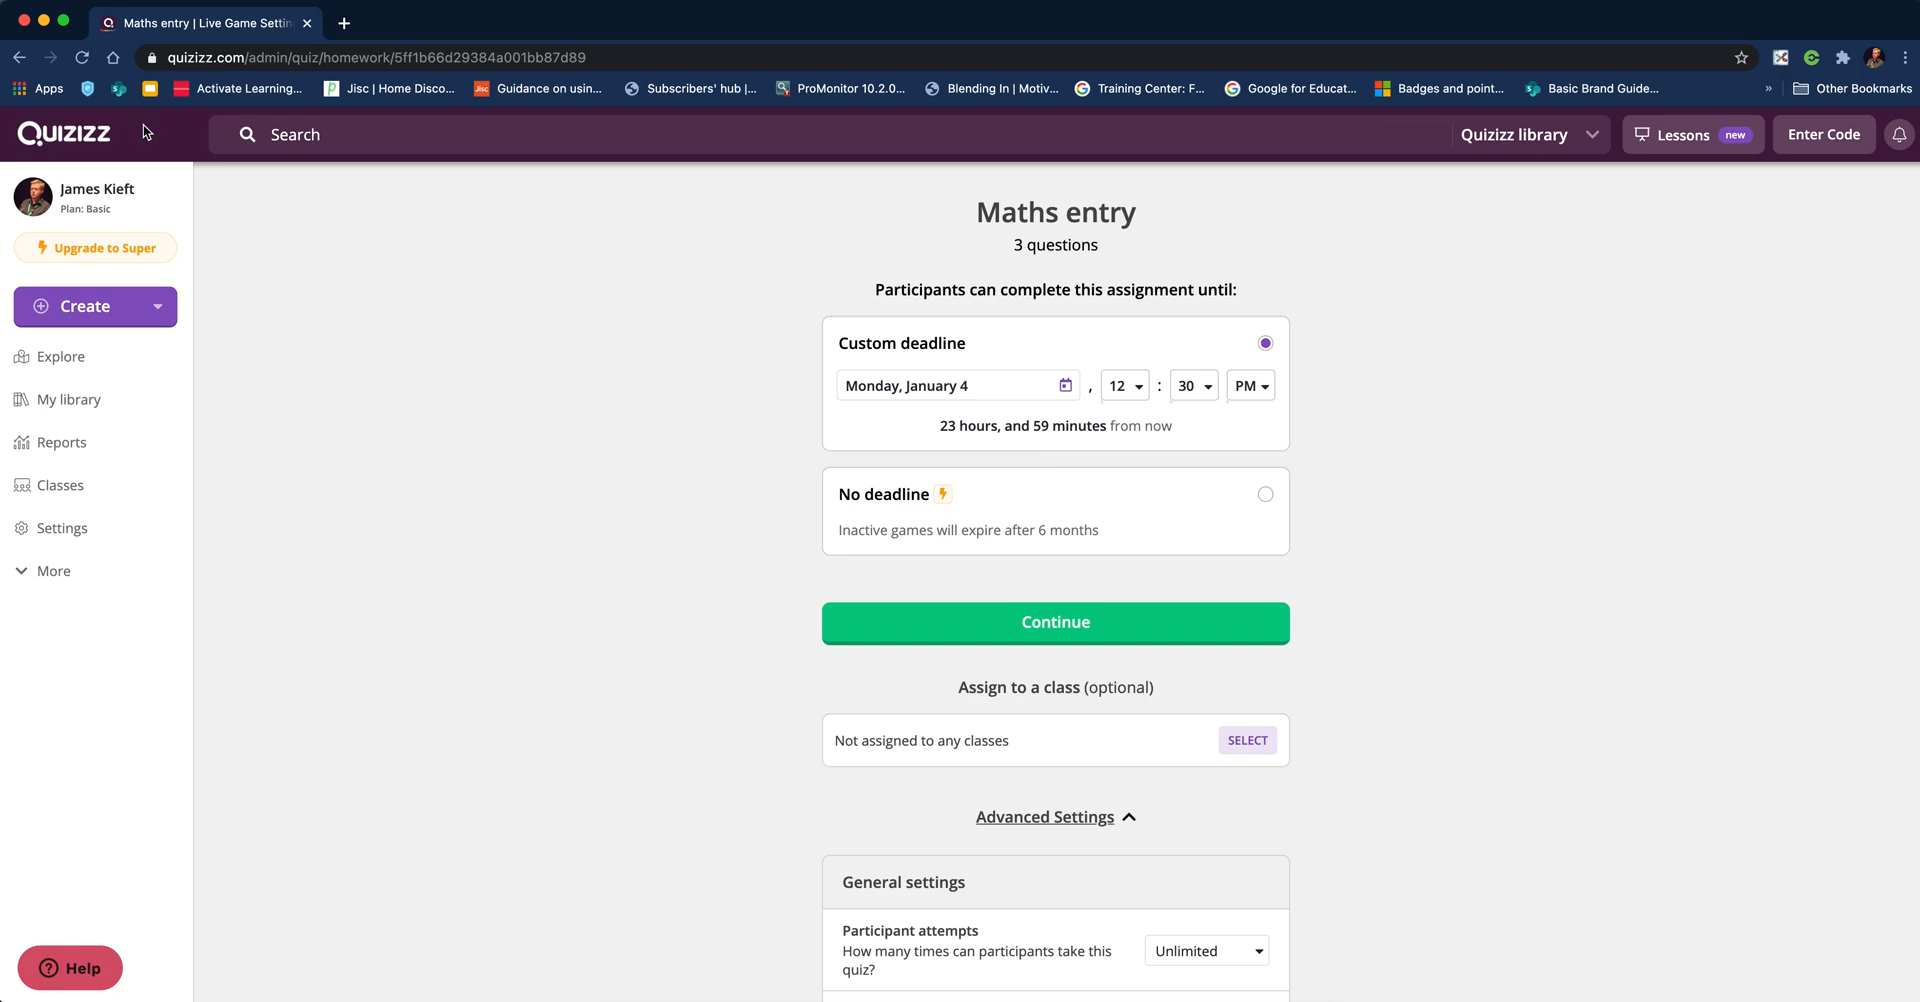 Maths entry | Live Game Settin
quizizz.com/admin/quiz/homework/5ff1b66d29384a001bb87d89
Apps
Activate Learning...
Jisc | Home Disco...
Guidance on usin...
Subscribers' hub |...
ProMonitor 10.2.0...
Blending In | Motiv...
Training Center: F...
Google for Educat...
Badges and point...
Basic Brand Guide...
»
Other Bookmarks
Quizizz
Search
Quizizz library
Lessons new
Enter Code
James Kieft
Plan: Basic
Upgrade to Super
Create
Explore
My library
Reports
Classes
Settings
More
Help
Maths entry
3 questions
Participants can complete this assignment until:
Custom deadline
Monday, January 4 , 12 : 30 PM
23 hours, and 59 minutes from now
No deadline
Inactive games will expire after 6 months
Continue
Assign to a class (optional)
Not assigned to any classes SELECT
Advanced Settings
General settings
Participant attempts
How many times can participants take this
quiz?
Unlimited